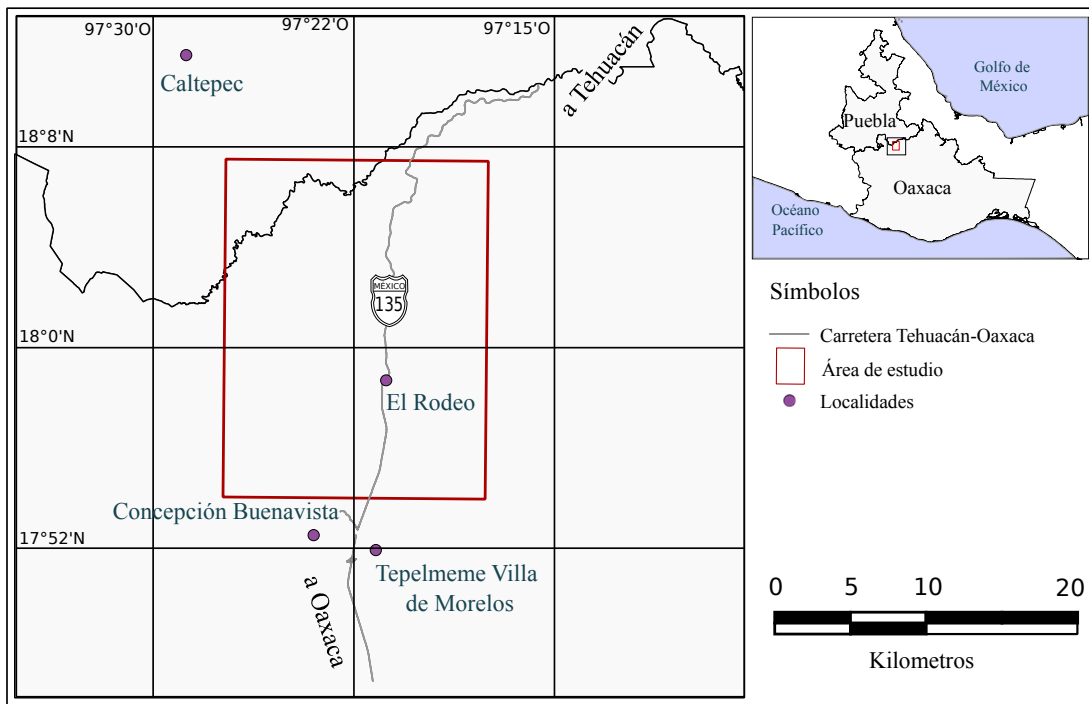 97°30'O
97°22'O
97°15'O
Caltepec
a Tehuacán
18°8'N
MÉXICO
135
18°0'N
El Rodeo
Concepción Buenavista
17°52'N
Tepelmeme Villa
de Morelos
a Oaxaca
Golfo de
México
Puebla
Oaxaca
Océano
Pacífico
Símbolos
Carretera Tehuacán-Oaxaca
Área de estudio
Localidades
0 5 10 20
Kilometros